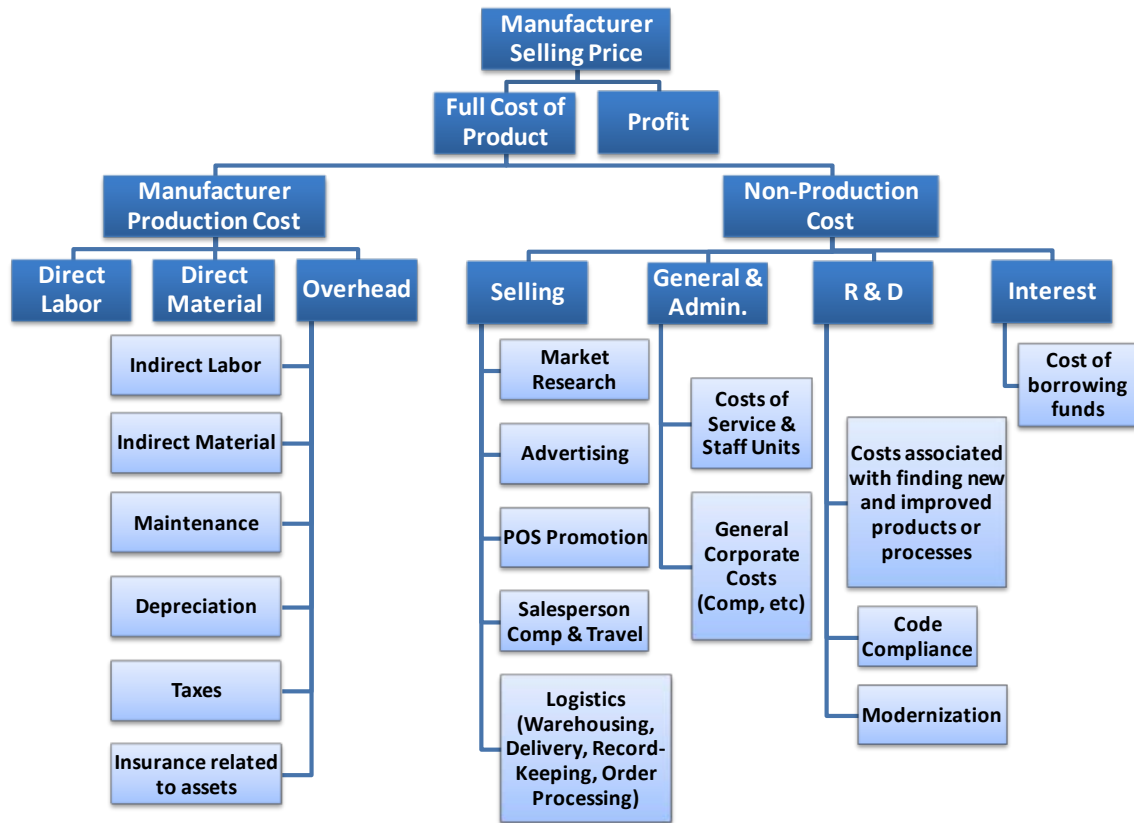 Manufacturer
Selling Price
Full Cost of
Product
Profit
Manufacturer
Production Cost
Non-Production
Cost
Direct
Labor
Direct
Material
Overhead
Selling
General &
Admin.
R & D
Interest
Indirect Labor
Indirect Material
Maintenance
Depreciation
Taxes
Insurance related
to assets
Market
Research
Advertising
POS Promotion
Salesperson
Comp & Travel
Logistics
(Warehousing,
Delivery, Record-
Keeping, Order
Processing)
Costs of
Service &
Staff Units
General
Corporate
Costs
(Comp, etc)
Costs associated
with finding new
and improved
products or
processes
Code
Compliance
Modernization
Cost of
borrowing
funds